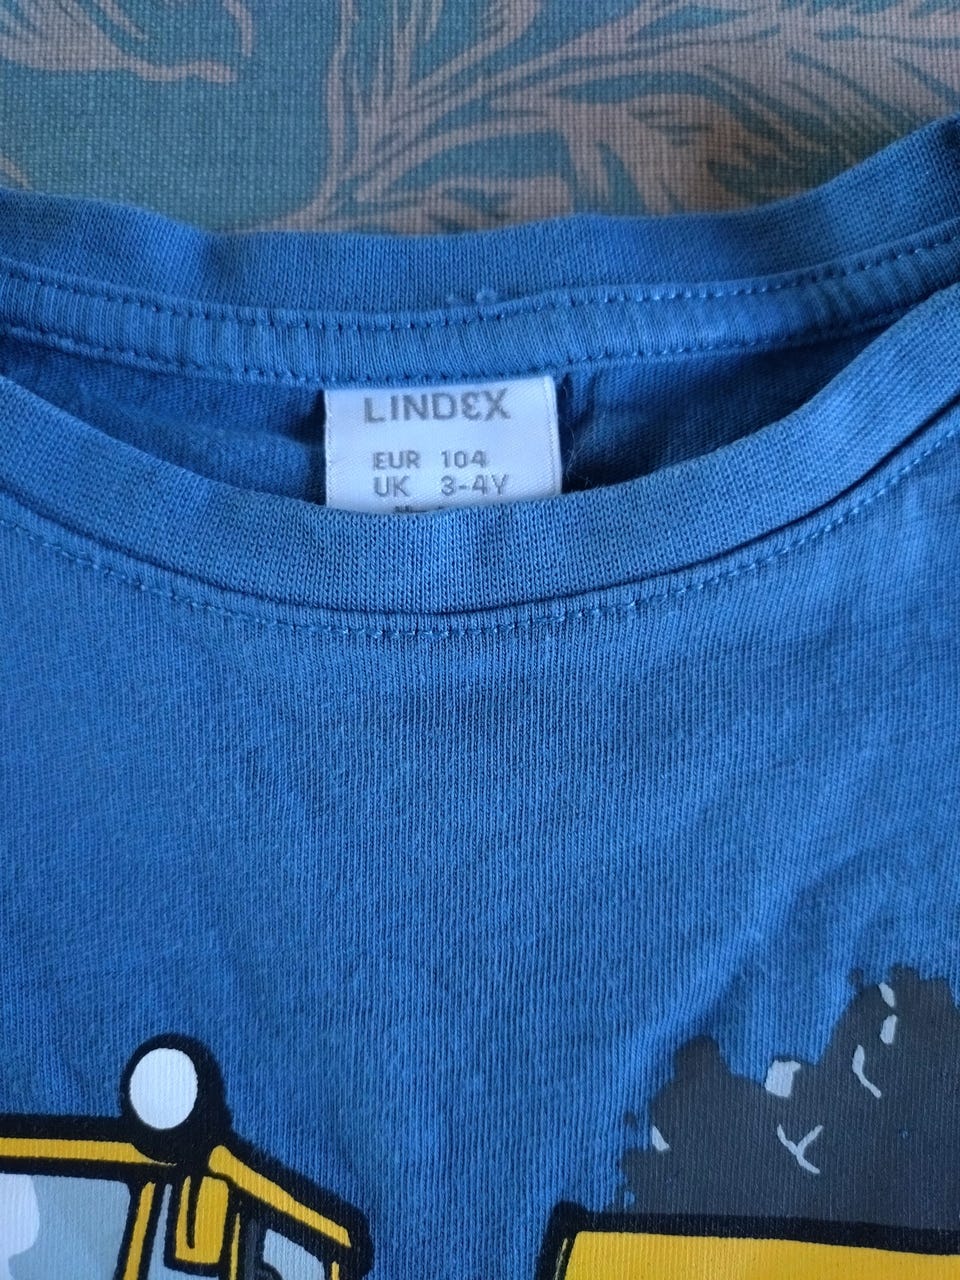 LINDEX
EUR 104
UK 3-4Y